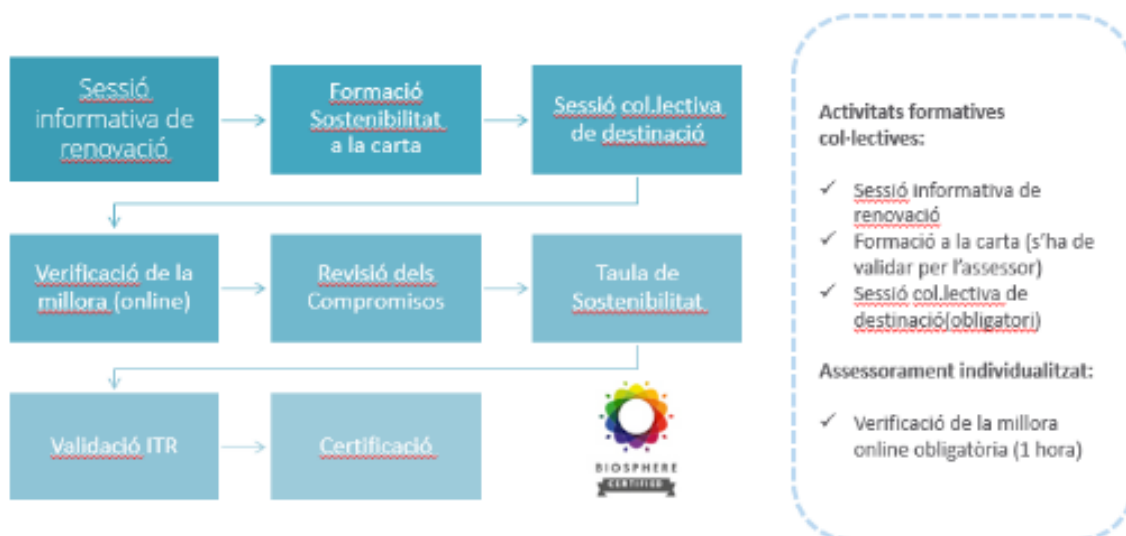 Sessió
informativa de
renovació
Formació
Sostenibilitat
a la carta
Sessió col.lectiva
de destinació
Verificació de la
millora (online)
Revisió dels
Compromisos
Taula de
Sostenibilitat
Validació ITR
Certificació
BIOSPHERE
CERTIFIED
Activitats formatives
col·lectives:
✓ Sessió informativa de
renovació
✓ Formació a la carta (s'ha de
validar per l'assessor)
✓ Sessió col.lectiva de
destinació(obligatori)
Assessorament individualitzat:
✓ Verificació de la millora
online obligatòria (1 hora)